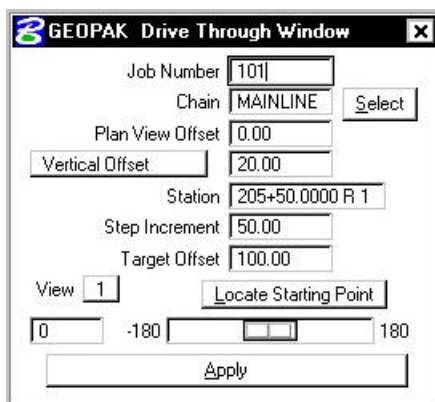 GEOPAK Drive Through Window
Job Number 101
Chain MAINLINE Select
Plan View Offset 0.00
Vertical Offset 20.00
Station 205+50.0000 R 1
Step Increment 50.00
Target Offset 100.00
View 1 Locate Starting Point
0 -180 180
Apply